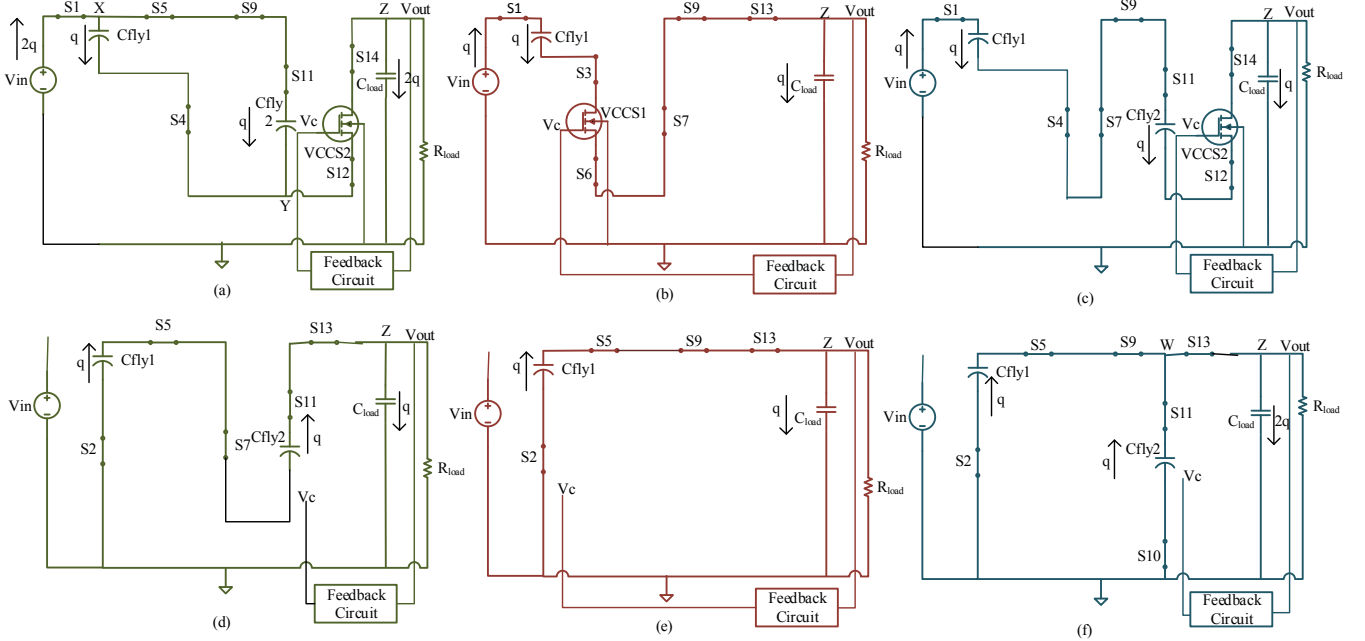 S1 X S5 S9 Z Vout
2q q Cfly1
Vin
S11 S14
Cload 2q
Cfly
2
q Vc
S4
VCCS2
Rload
S12
Y
Feedback
Circuit
(a)
S1 S9 S13 Z Vout
q q Cfly1
Vin
S3
q Cload
VCCS1
Vc S7
Rload
S6
Feedback
Circuit
(b)
S1 S9 Z Vout
q q Cfly1
Vin
S11 S14
Rload
Cload q
Cfly2 Vc
S4 S7
q VCCS2
S12
Feedback
Circuit
(c)
S5 S13 Z Vout
q Cfly1
Vin
S11 Cload q
S2 S7 Cfly2 q
Rload
Vc
Feedback
Circuit
(d)
S5 S9 S13 Z Vout
q Cfly1
Vin
q Cload
S2
Vc Rload
Feedback
Circuit
(e)
S5 S9 W S13 Z Vout
Cfly1
q
Vin
S11 Cload 2q Rload
S2 q Cfly2
Vc
S10
Feedback
Circuit
(f)